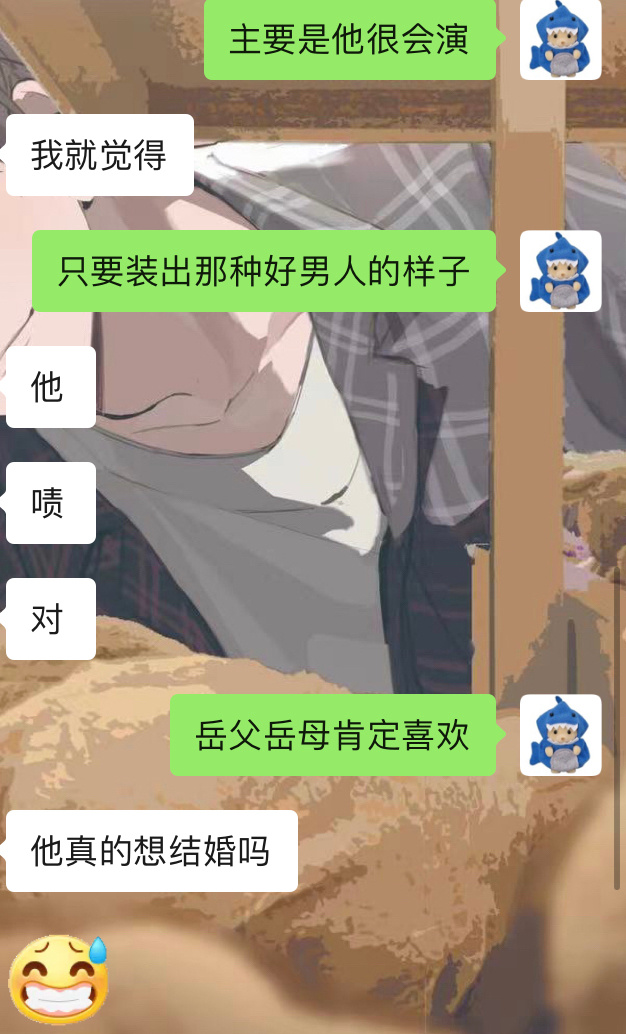 主要是他很会演
我就觉得
只要装出那种好男人的样子
他
啧
对
岳父岳母肯定喜欢
他真的想结婚吗